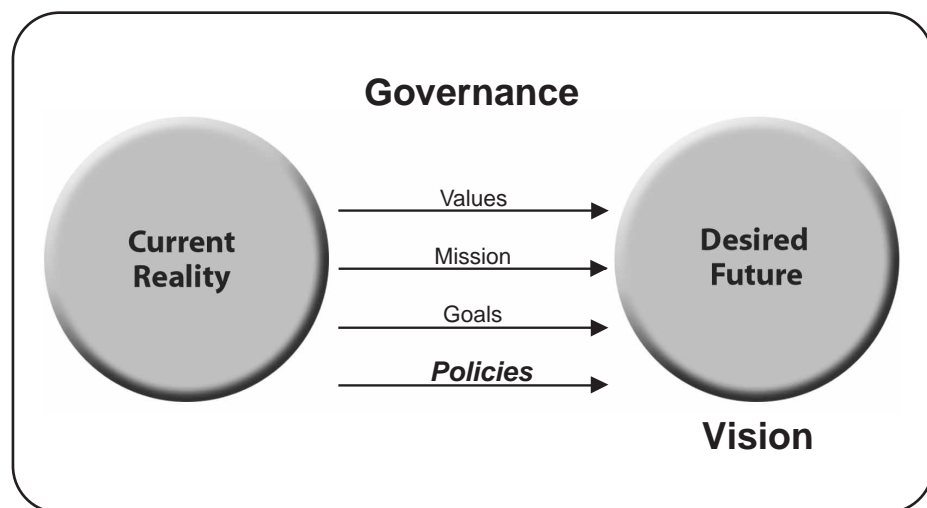 Governance
Current
Reality
Values
Mission
Goals
Policies
Desired
Future
Vision